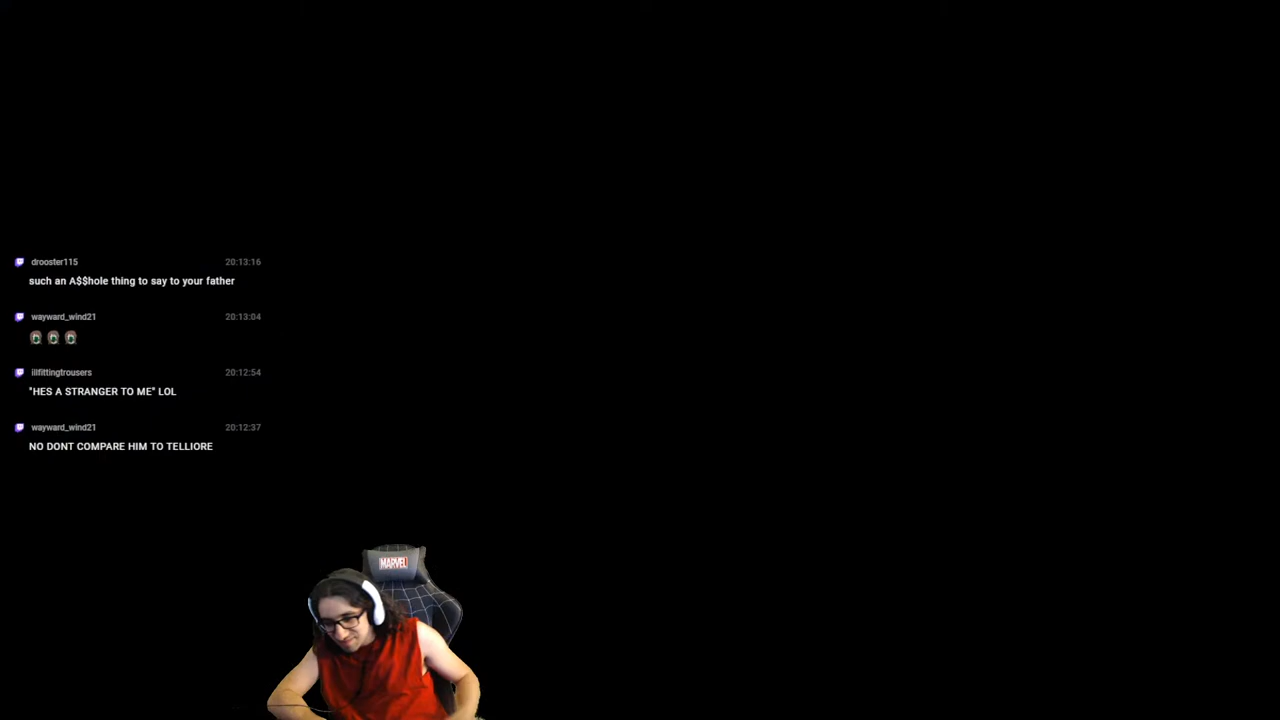 drooster115 20:13:16
such an A$$hole thing to say to your father
wayward_wind21 20:13:04
illfittingtrousers 20:12:54
"HES A STRANGER TO ME" LOL
wayward_wind21 20:12:37
NO DONT COMPARE HIM TO TELLIORE
MARVEL